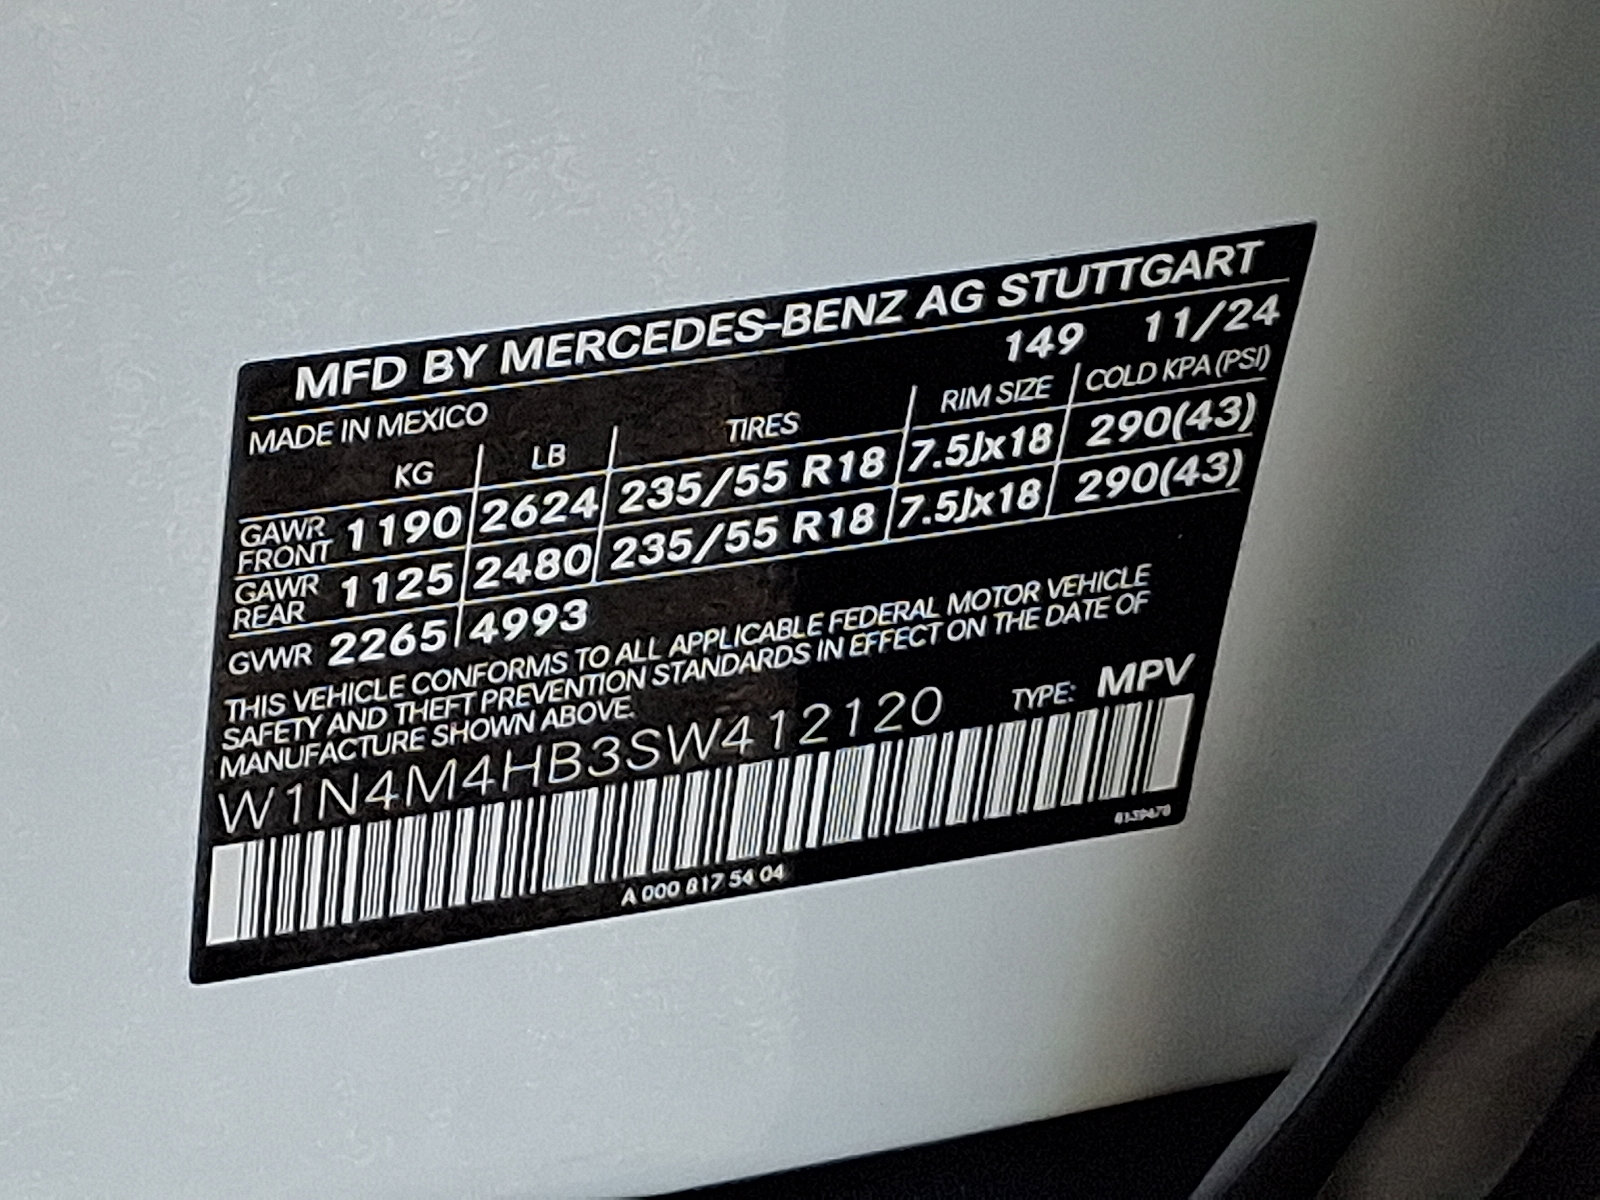 MFD BY MERCEDES-BENZ AG STUTTGART
MADE IN MEXICO 149 11/24
KG LB TIRES RIM SIZE COLD KPA (PSI)
GAWR FRONT 1190 2624 235/55 R18 7.5Jx18 290(43)
GAWR REAR 1125 2480 235/55 R18 7.5Jx18 290(43)
GVWR 2265 4993
THIS VEHICLE CONFORMS TO ALL APPLICABLE FEDERAL MOTOR VEHICLE
SAFETY AND THEFT PREVENTION STANDARDS IN EFFECT ON THE DATE OF
MANUFACTURE SHOWN ABOVE.
W1N4M4HB3SW412120 TYPE: MPV
A 000 817 54 04